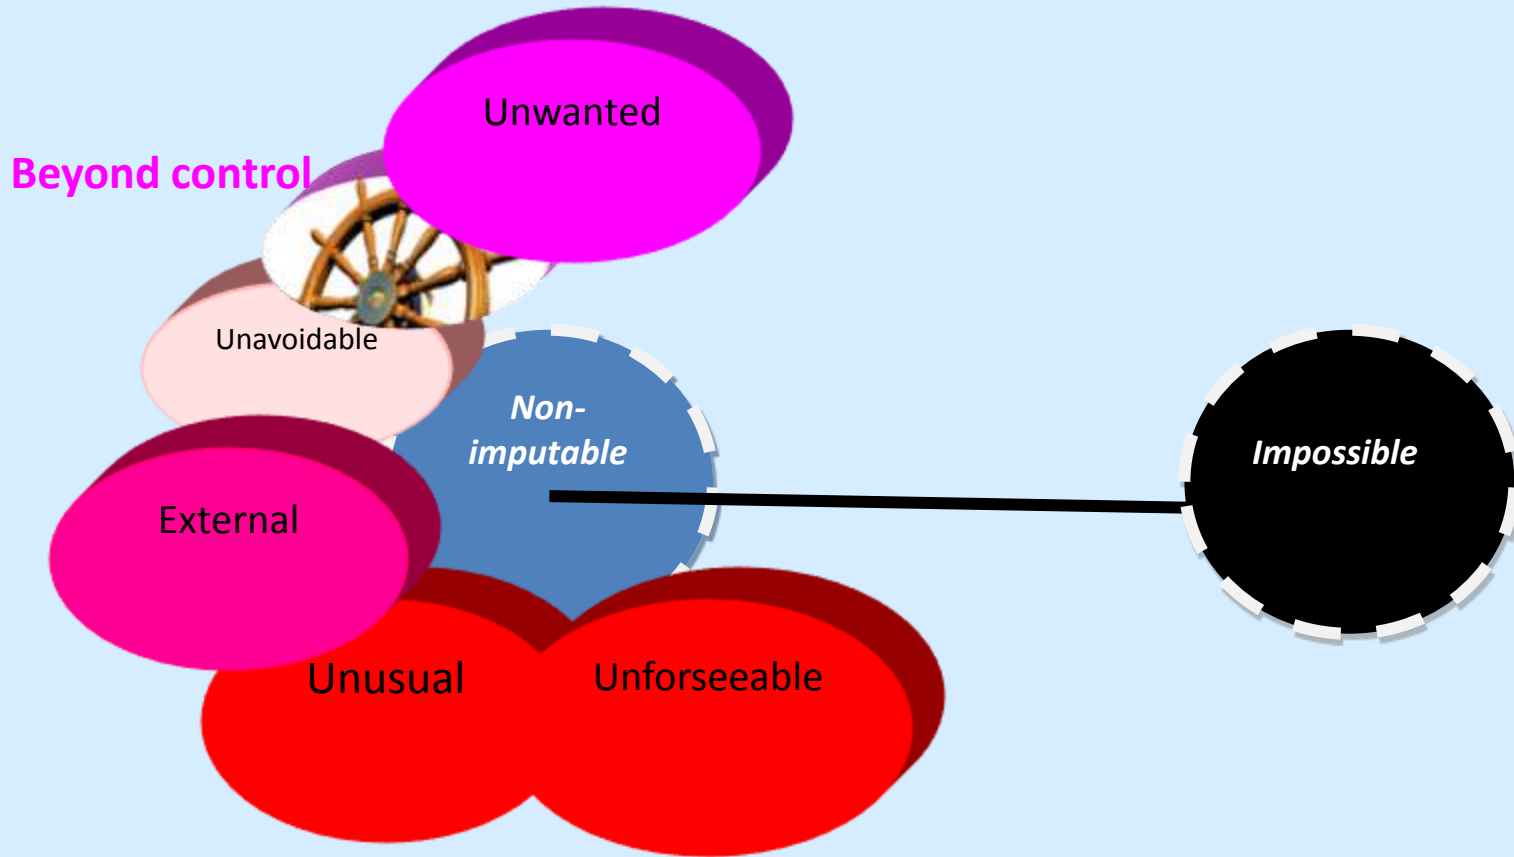 Unwanted
Beyond control
Unavoidable
Non-
imputable
Impossible
External
Unusual
Unforseeable